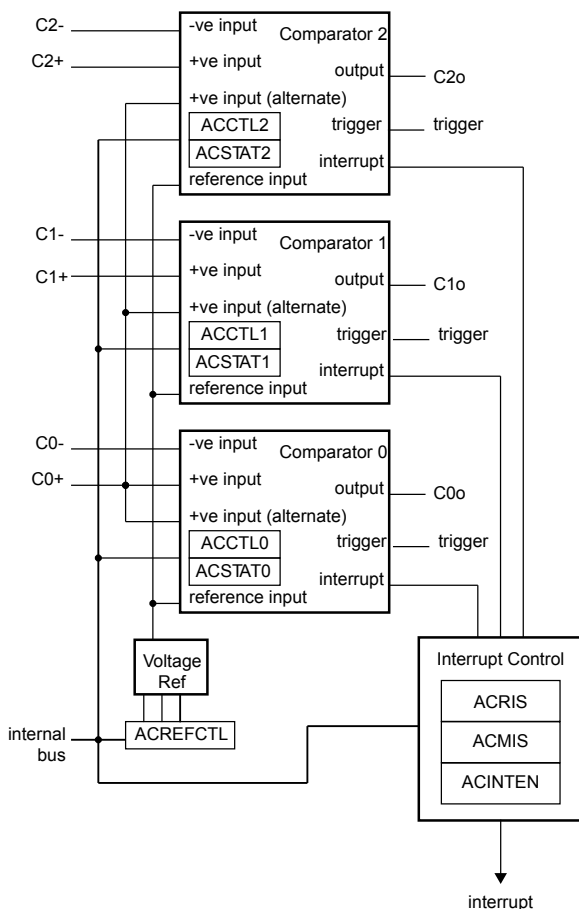 C2-
-ve input
Comparator 2
C2+
+ve input
output
C2o
+ve input (alternate)
ACCTL2
trigger
trigger
ACSTAT2
interrupt
reference input
C1-
-ve input
Comparator 1
C1+
+ve input
output
C1o
+ve input (alternate)
ACCTL1
trigger
trigger
ACSTAT1
interrupt
reference input
C0-
-ve input
Comparator 0
C0+
+ve input
output
C0o
+ve input (alternate)
ACCTL0
trigger
trigger
ACSTAT0
interrupt
reference input
Voltage
Ref
Interrupt Control
ACRIS
internal
bus
ACREFCTL
ACMIS
ACINTEN
interrupt